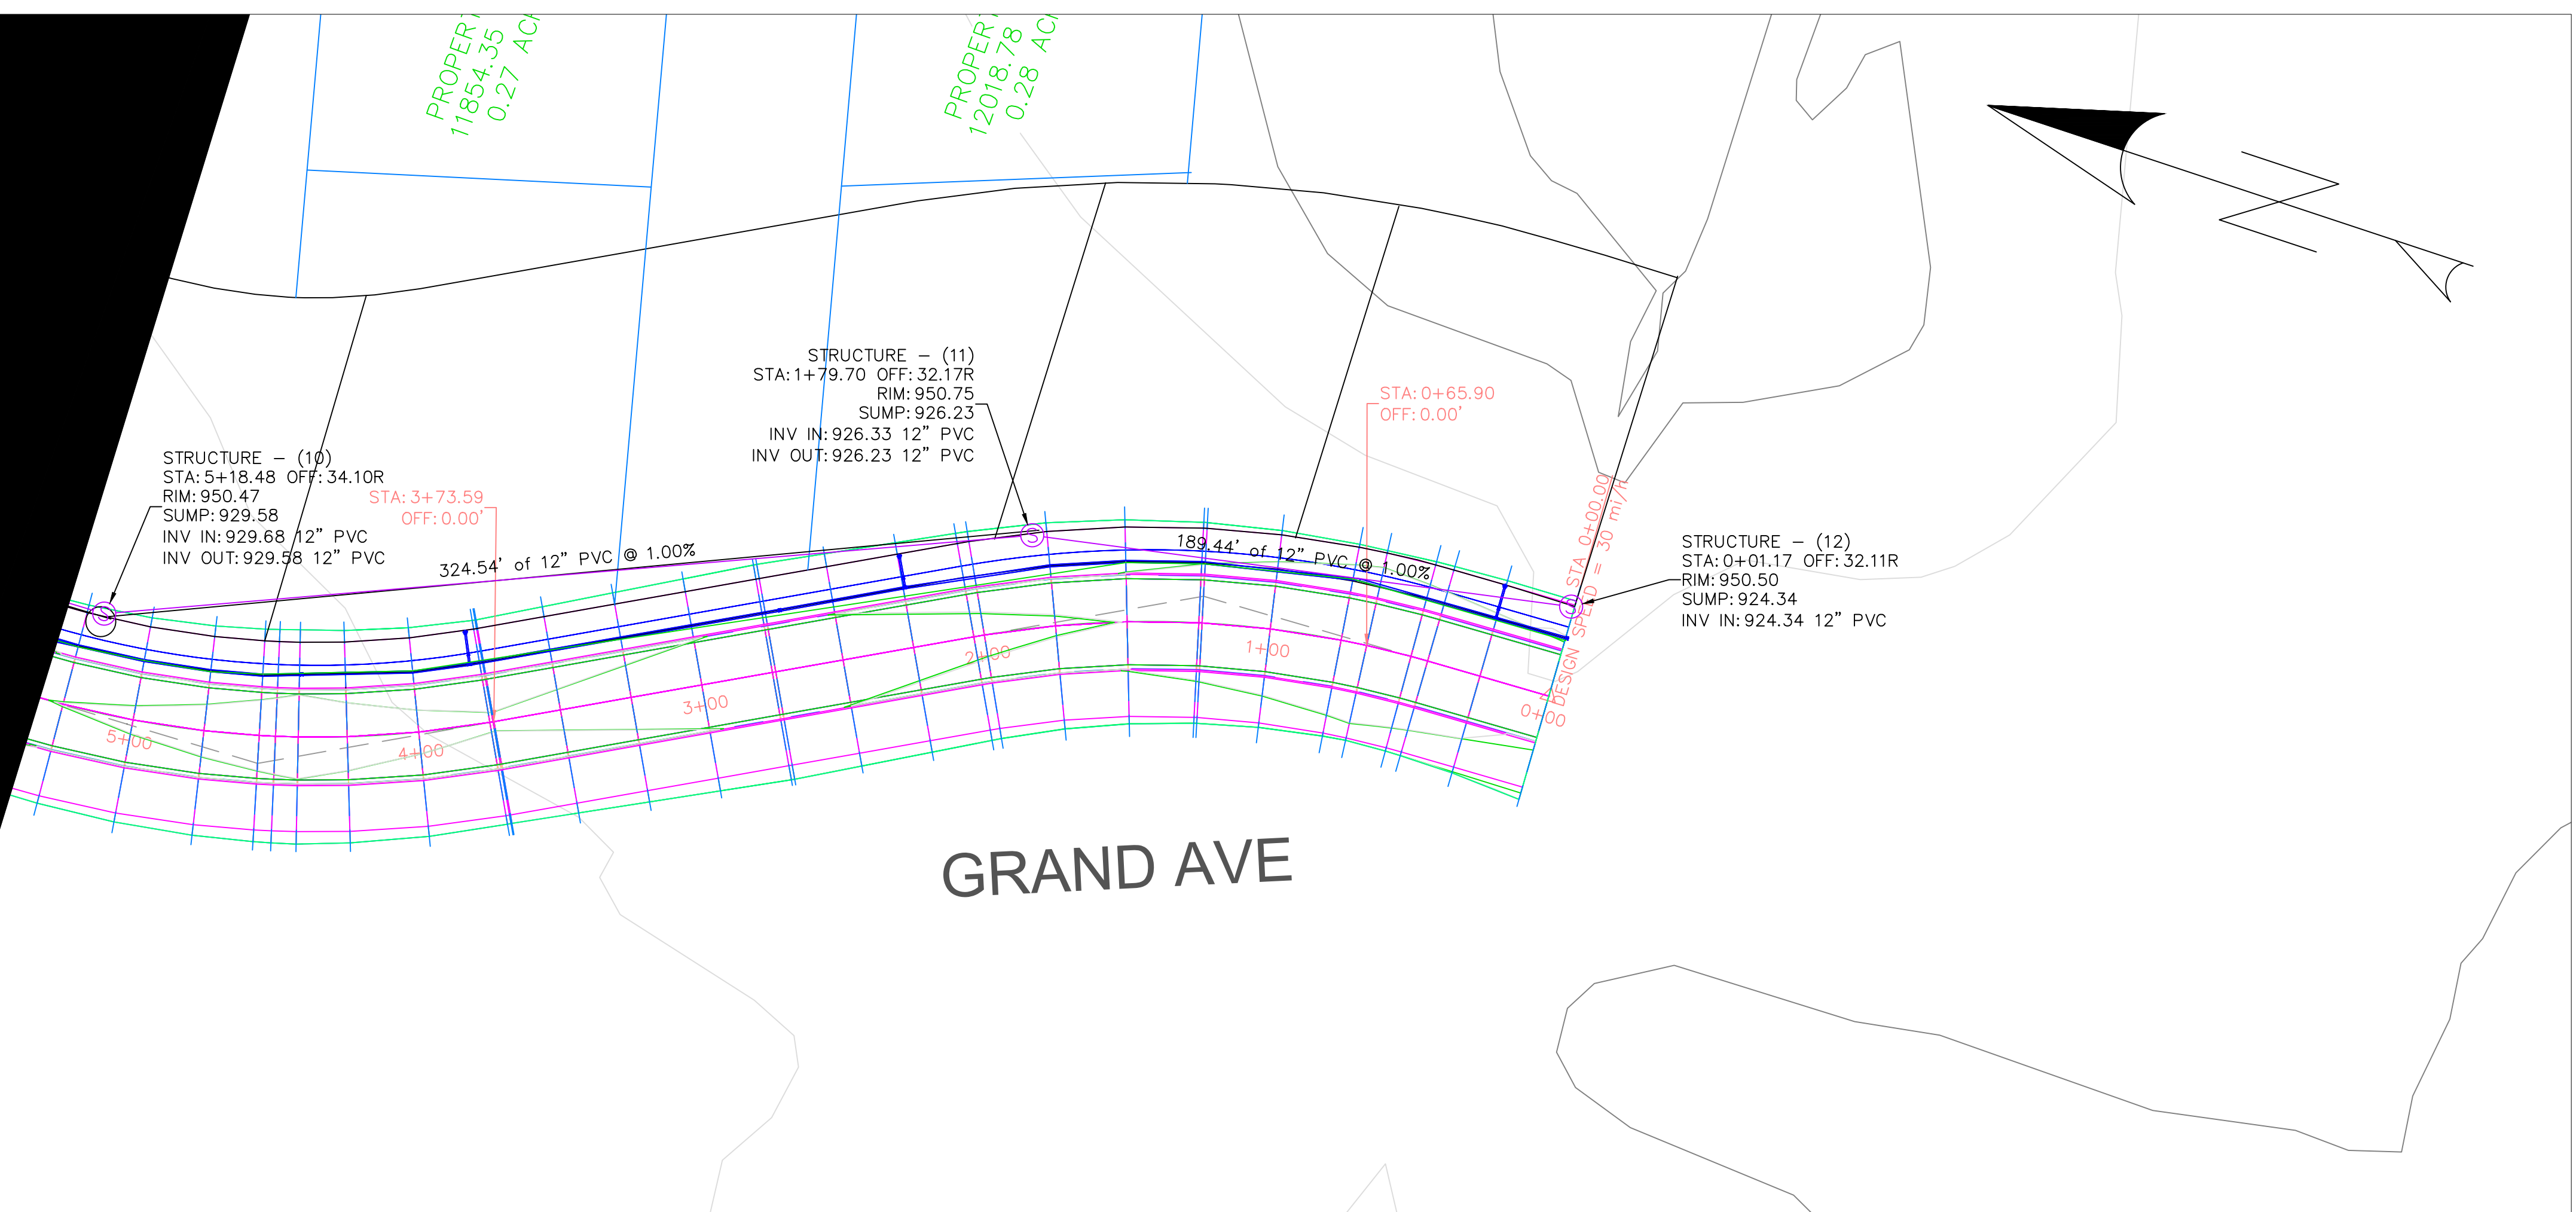 PROPERT
11854.35
0.27 AC
PROPERT
12018.78
0.28 AC
STRUCTURE – (11)
STA:1+79.70 OFF:32.17R
RIM:950.75
SUMP:926.23
INV IN:926.33 12” PVC
INV OUT:926.23 12” PVC
STA:0+65.90
OFF:0.00'
STRUCTURE – (10)
STA:5+18.48 OFF:34.10R
RIM:950.47
SUMP:929.58
INV IN:929.68 12” PVC
INV OUT:929.58 12” PVC
STA:3+73.59
OFF:0.00'
324.54' of 12” PVC @ 1.00%
189.44' of 12” PVC @ 1.00%
STRUCTURE – (12)
STA:0+01.17 OFF:32.11R
RIM:950.50
SUMP:924.34
INV IN:924.34 12” PVC
STA 0+00.00
DESIGN SPEED = 30 mi/h
5+00
4+00
3+00
2+00
1+00
0+00
GRAND AVE
N
S
S
S